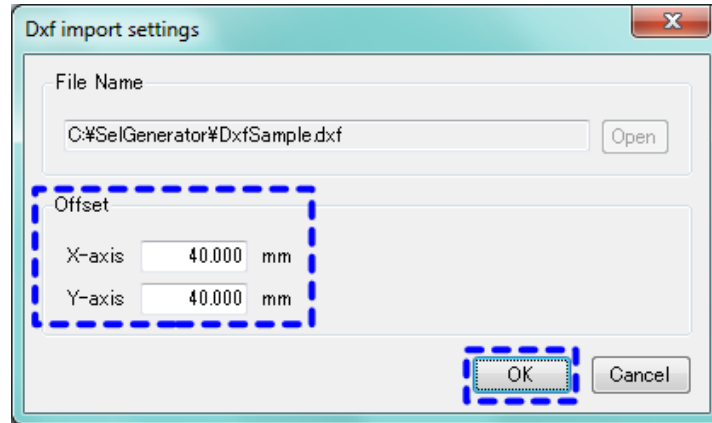 Dxf import settings
File Name
C:¥SelGenerator¥DxfSample.dxf
Open
Offset
X-axis 40.000 mm
Y-axis 40.000 mm
OK Cancel